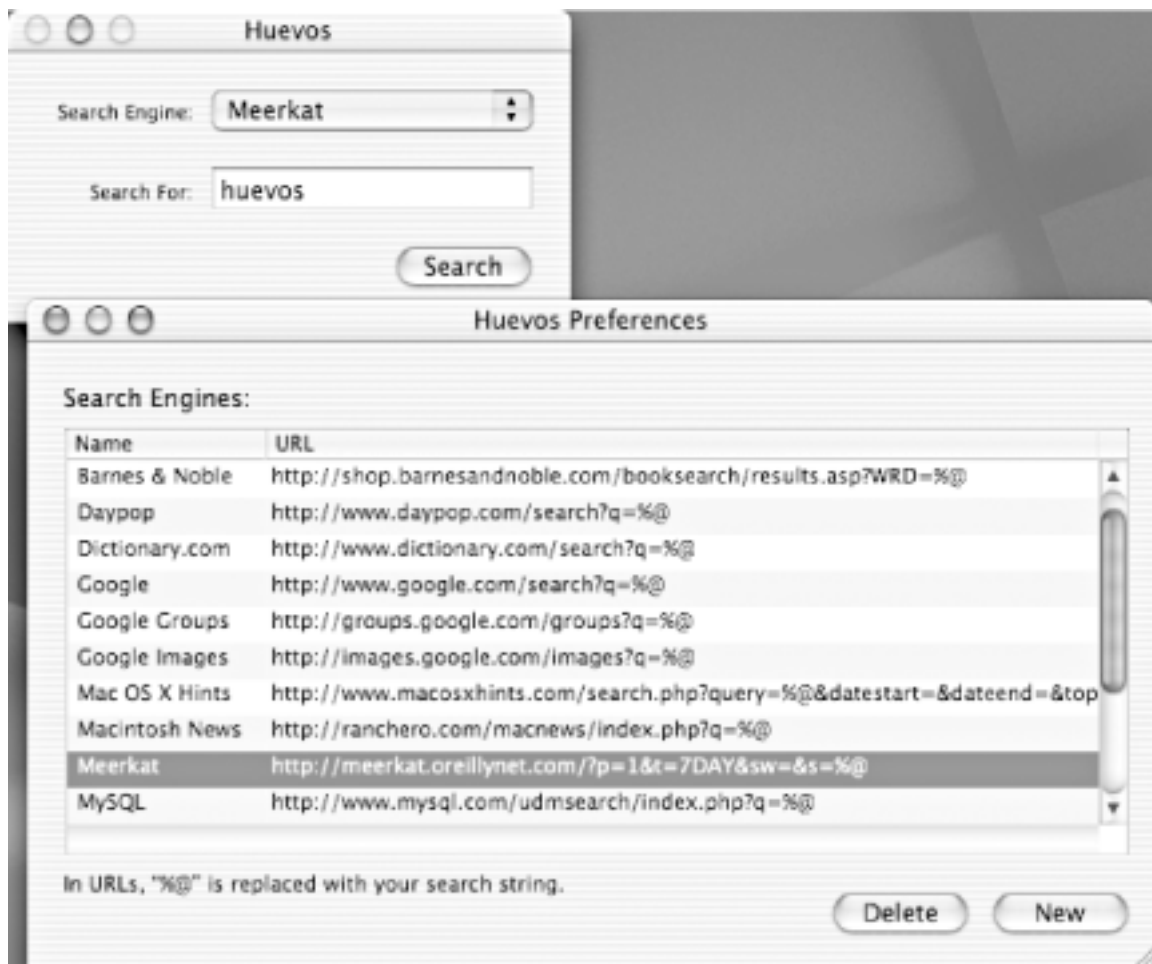 Huevos
Search Engine: Meerkat
Search For: huevos
Search
Huevos Preferences
Search Engines:
Name URL
Barnes & Noble http://shop.barnesandnoble.com/booksearch/results.asp?WRD=%@
Daypop http://www.daypop.com/search?q=%@
Dictionary.com http://www.dictionary.com/search?q=%@
Google http://www.google.com/search?q=%@
Google Groups http://groups.google.com/groups?q=%@
Google Images http://images.google.com/images?q=%@
Mac OS X Hints http://www.macosxhints.com/search.php?query=%@&datestart=&dateend=&top
Macintosh News http://ranchero.com/macnews/index.php?q=%@
Meerkat http://meerkat.oreillynet.com/?p=1&t=7DAY&sw=&s=%@
MySQL http://www.mysql.com/udmsearch/index.php?q=%@
In URLs, "%@" is replaced with your search string.
Delete New